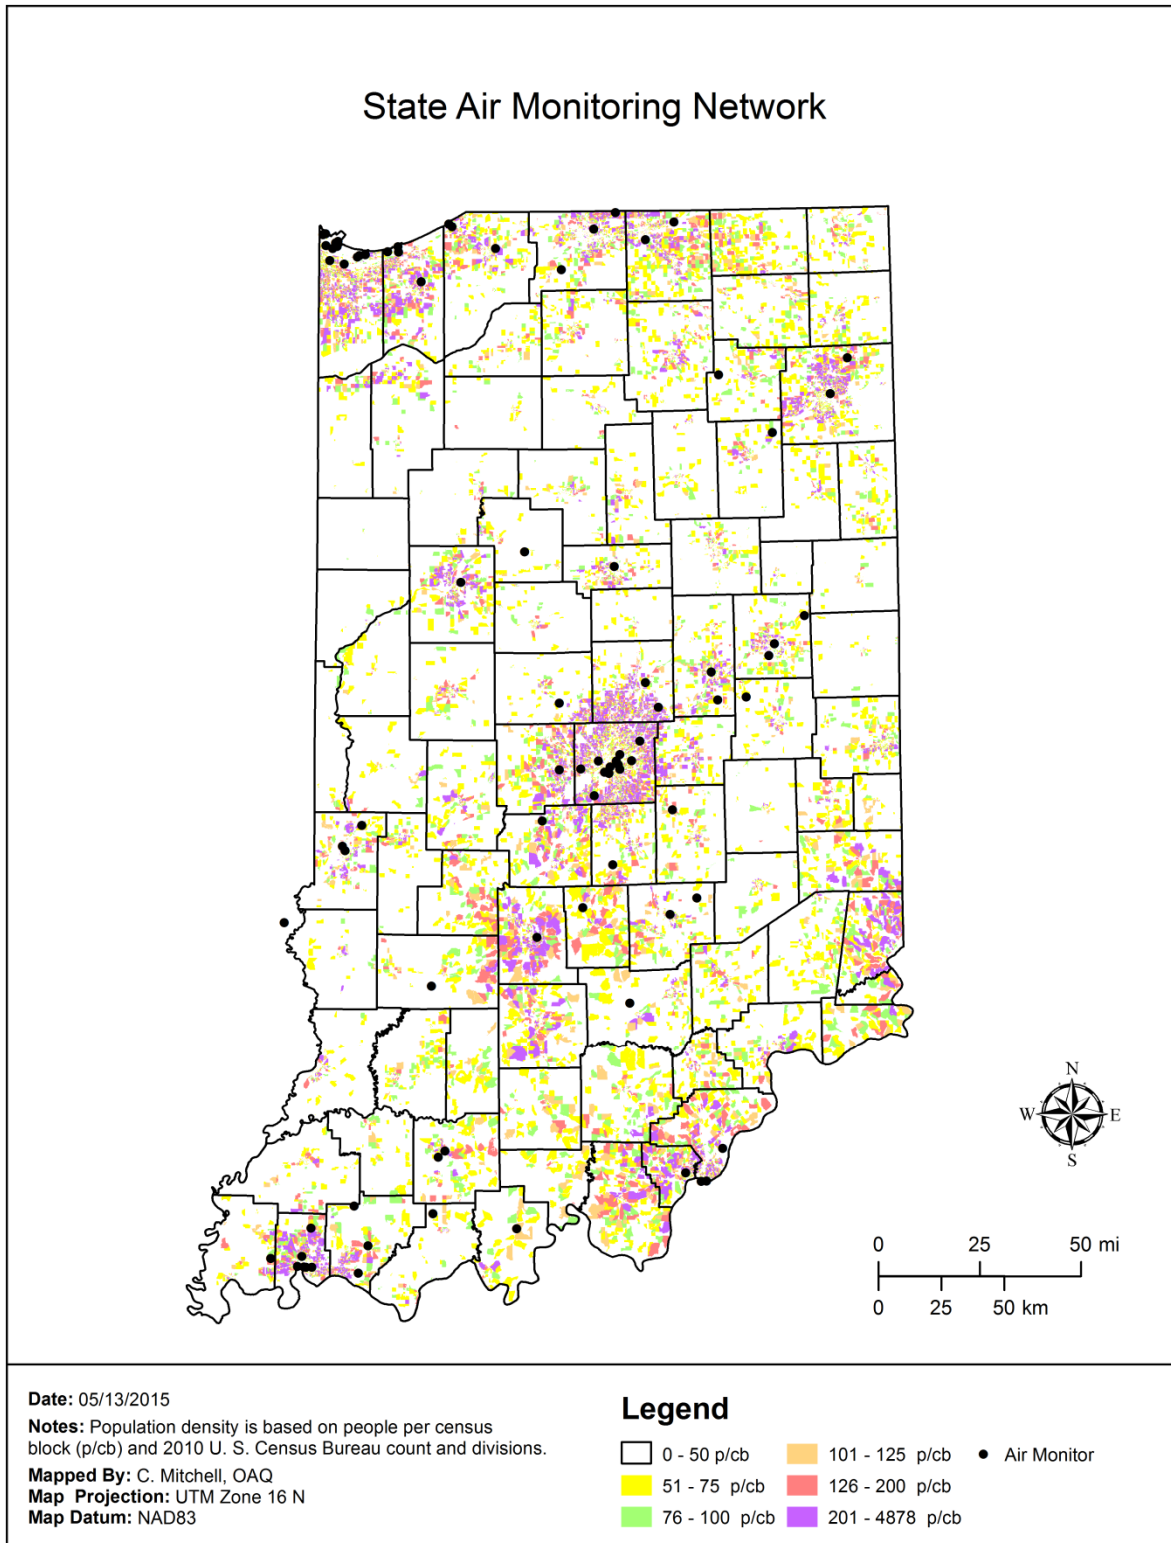 State Air Monitoring Network
N
W E
S
0 25 50 mi
0 25 50 km
Date: 05/13/2015
Notes: Population density is based on people per census
block (p/cb) and 2010 U. S. Census Bureau count and divisions.
Mapped By: C. Mitchell, OAQ
Map Projection: UTM Zone 16 N
Map Datum: NAD83
Legend
0 - 50 p/cb
51 - 75 p/cb
76 - 100 p/cb
101 - 125 p/cb
126 - 200 p/cb
201 - 4878 p/cb
Air Monitor